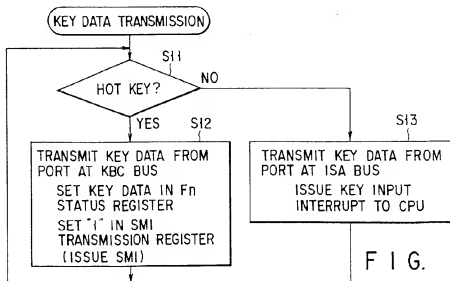 KEY DATA TRANSMISSION
S11
HOT KEY?
NO
YES
S12
TRANSMIT KEY DATA FROM
PORT AT KBC BUS
SET KEY DATA IN Fn
STATUS REGISTER
SET "1" IN SMI
TRANSMISSION REGISTER
(ISSUE SMI)
S13
TRANSMIT KEY DATA FROM
PORT AT ISA BUS
ISSUE KEY INPUT
INTERRUPT TO CPU
FIG.